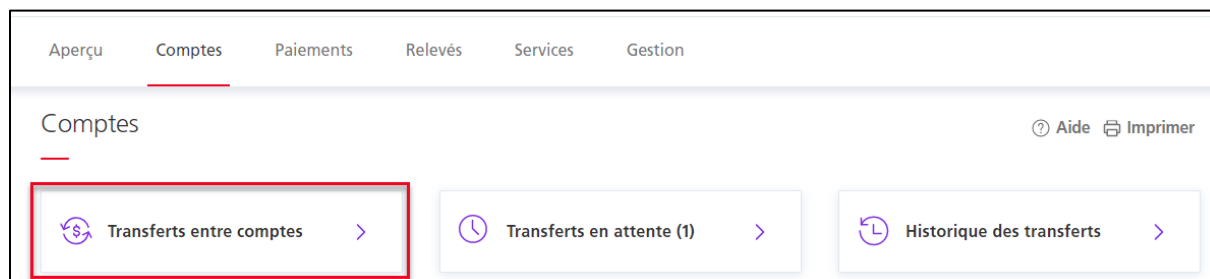 Aperçu Comptes Paiements Relevés Services Gestion
Comptes
Aide Imprimer
Transferts entre comptes Transferts en attente (1) Historique des transferts